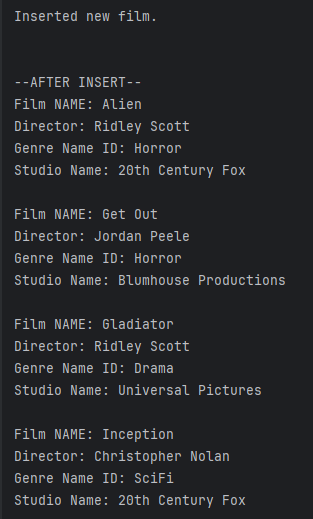 Inserted new film.
--AFTER INSERT--
Film NAME: Alien
Director: Ridley Scott
Genre Name ID: Horror
Studio Name: 20th Century Fox
Film NAME: Get Out
Director: Jordan Peele
Genre Name ID: Horror
Studio Name: Blumhouse Productions
Film NAME: Gladiator
Director: Ridley Scott
Genre Name ID: Drama
Studio Name: Universal Pictures
Film NAME: Inception
Director: Christopher Nolan
Genre Name ID: SciFi
Studio Name: 20th Century Fox